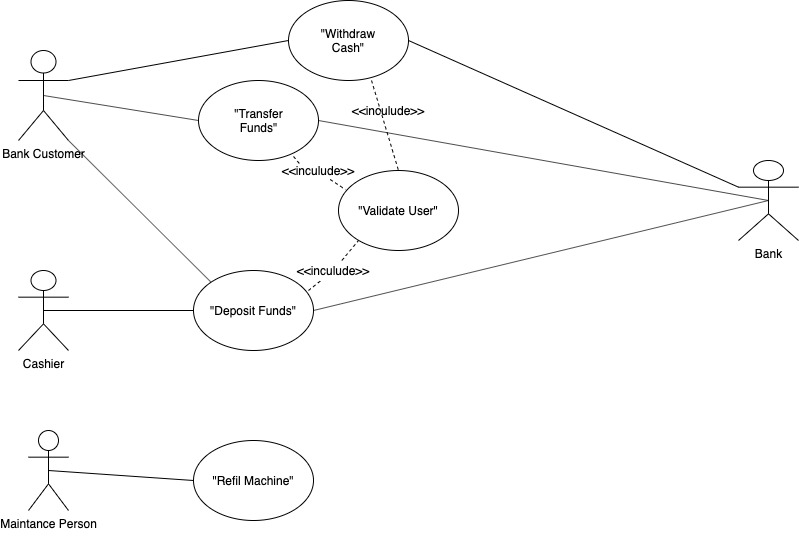 "Withdraw
Cash"
<<inculude>>
"Transfer
Funds"
Bank Customer
<<inculude>>
"Validate User"
Bank
<<inculude>>
"Deposit Funds"
Cashier
"Refil Machine"
Maintance Person